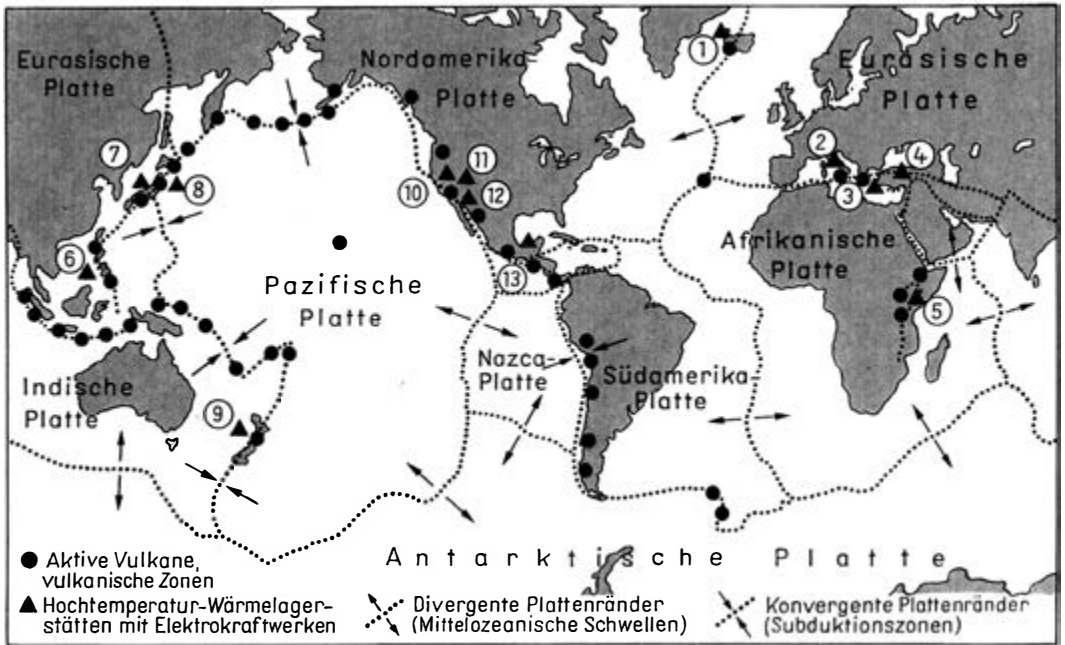 Eurasische
Platte
Nordamerika-
Platte
Eurasische
Platte
1
2
3
4
5
6
7
8
9
10
11
12
13
Afrikanische
Platte
Pazifische
Platte
Nazca-
Platte
Südamerika-
Platte
Indische
Platte
Antarktische Platte
Aktive Vulkane,
vulkanische Zonen
Hochtemperatur-Wärmelager-
stätten mit Elektrokraftwerken
Divergente Plattenränder
(Mittelozeanische Schwellen)
Konvergente Plattenränder
(Subduktionszonen)